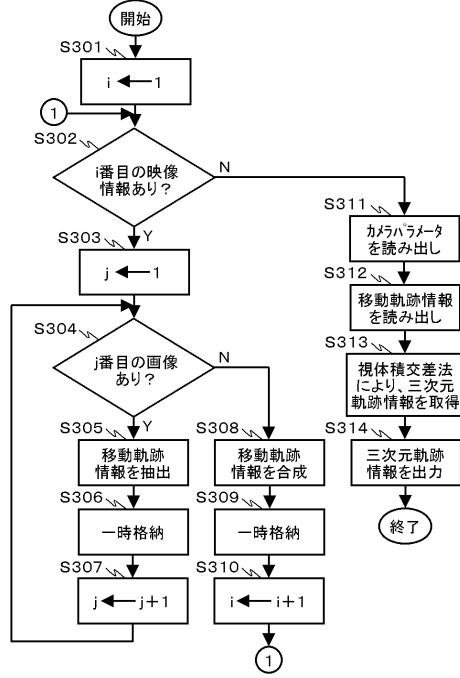 開始
S301
i ← 1
1
S302
i番目の映像
情報あり？
N
Y
S303
j ← 1
S304
j番目の画像
あり？
N
Y
S305
移動軌跡
情報を抽出
S306
一時格納
S307
j ← j＋1
S308
移動軌跡
情報を合成
S309
一時格納
S310
i ← i＋1
1
S311
ｶﾒﾗﾊﾟﾗﾒｰﾀ
を読み出し
S312
移動軌跡情報
を読み出し
S313
視体積交差法
により、三次元
軌跡情報を取得
S314
三次元軌跡
情報を出力
終了